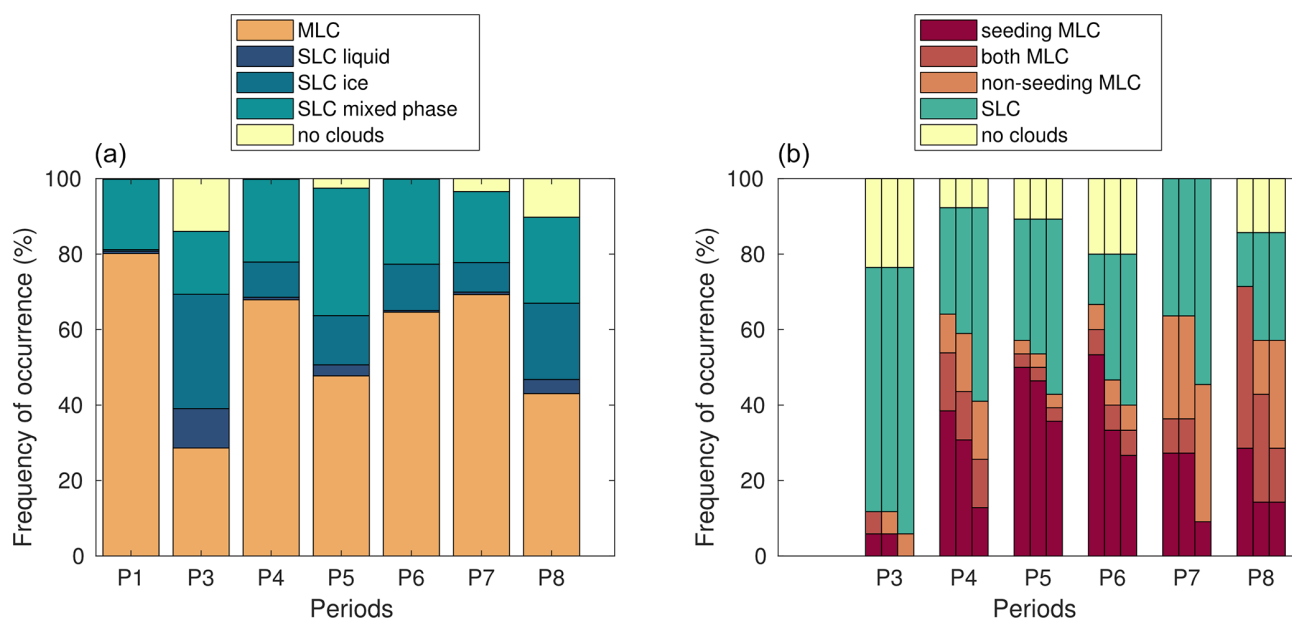 MLC
SLC liquid
SLC ice
SLC mixed phase
no clouds
(a)
Frequency of occurrence (%)
100
80
60
40
20
0
P1 P3 P4 P5 P6 P7 P8
Periods
seeding MLC
both MLC
non-seeding MLC
SLC
no clouds
(b)
Frequency of occurrence (%)
100
80
60
40
20
0
P3 P4 P5 P6 P7 P8
Periods